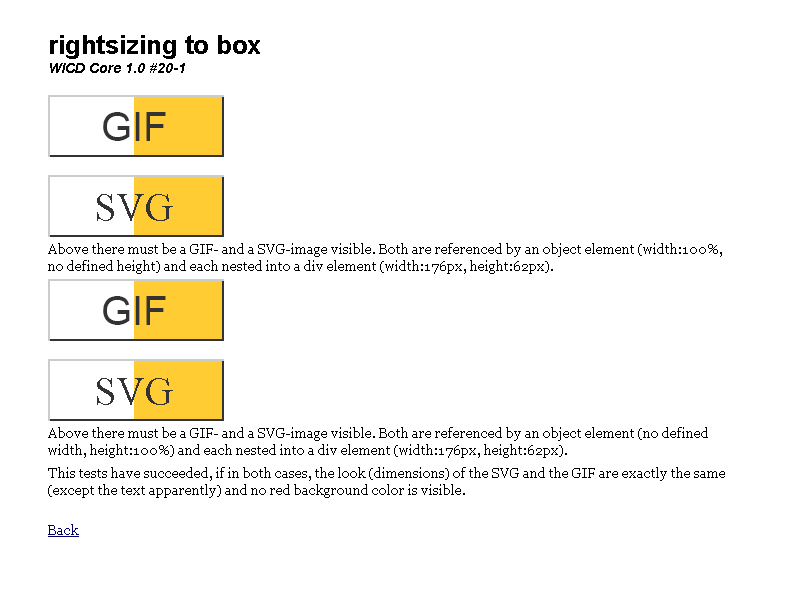 rightsizing to box
WICD Core 1.0 #20-1
GIF
SVG
Above there must be a GIF- and a SVG-image visible. Both are referenced by an object element (width:100%,
no defined height) and each nested into a div element (width:176px, height:62px).
GIF
SVG
Above there must be a GIF- and a SVG-image visible. Both are referenced by an object element (no defined
width, height:100%) and each nested into a div element (width:176px, height:62px).
This tests have succeeded, if in both cases, the look (dimensions) of the SVG and the GIF are exactly the same
(except the text apparently) and no red background color is visible.
Back